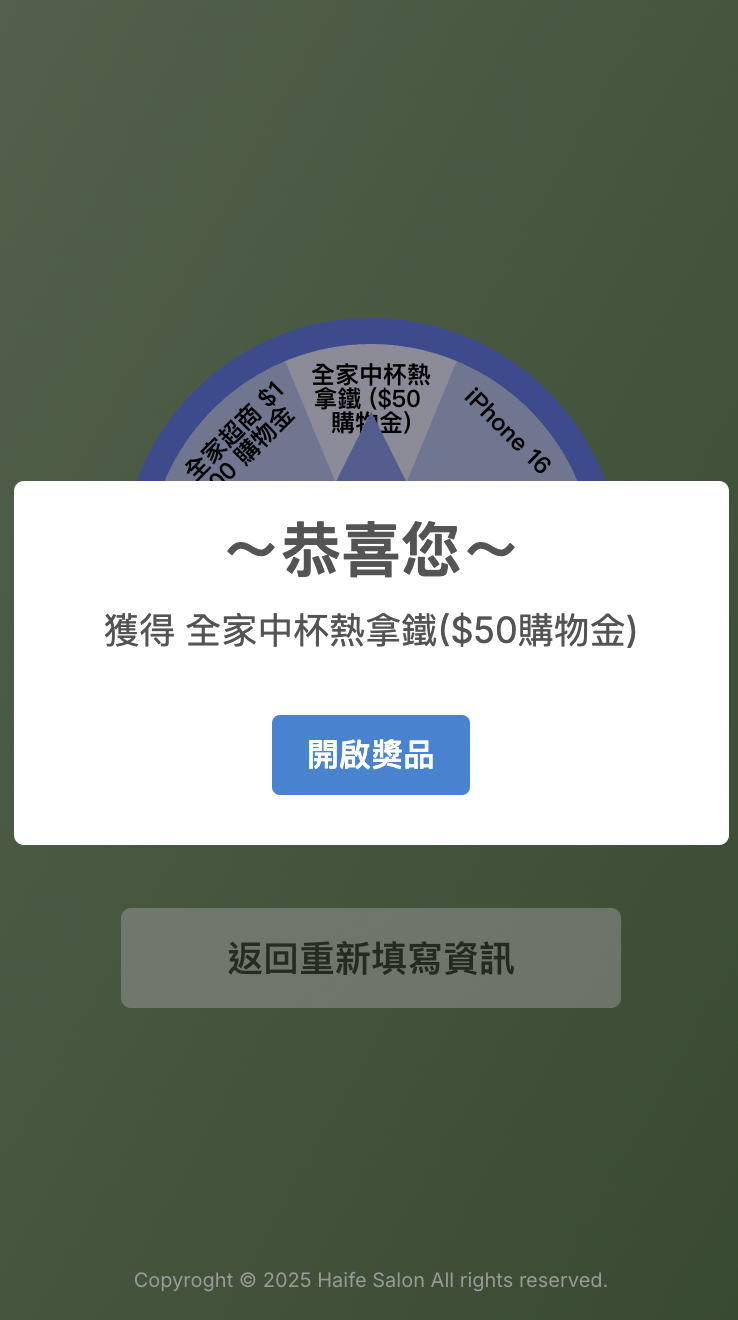 全家中杯熱
拿鐵 ($50
購物金)
全家超商 $1
00 購物金
iPhone 16
～恭喜您～
獲得 全家中杯熱拿鐵($50購物金)
開啟獎品
返回重新填寫資訊
Copyroght © 2025 Haife Salon All rights reserved.